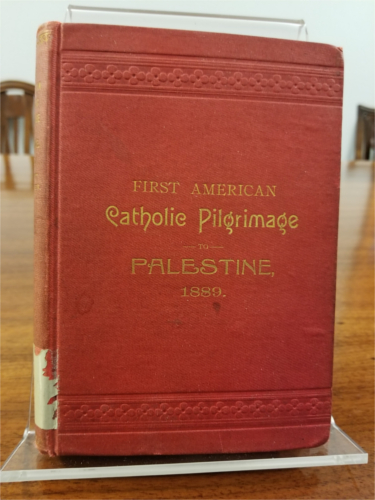 FIRST AMERICAN
Catholic Pilgrimage
— TO —
PALESTINE,
1889.